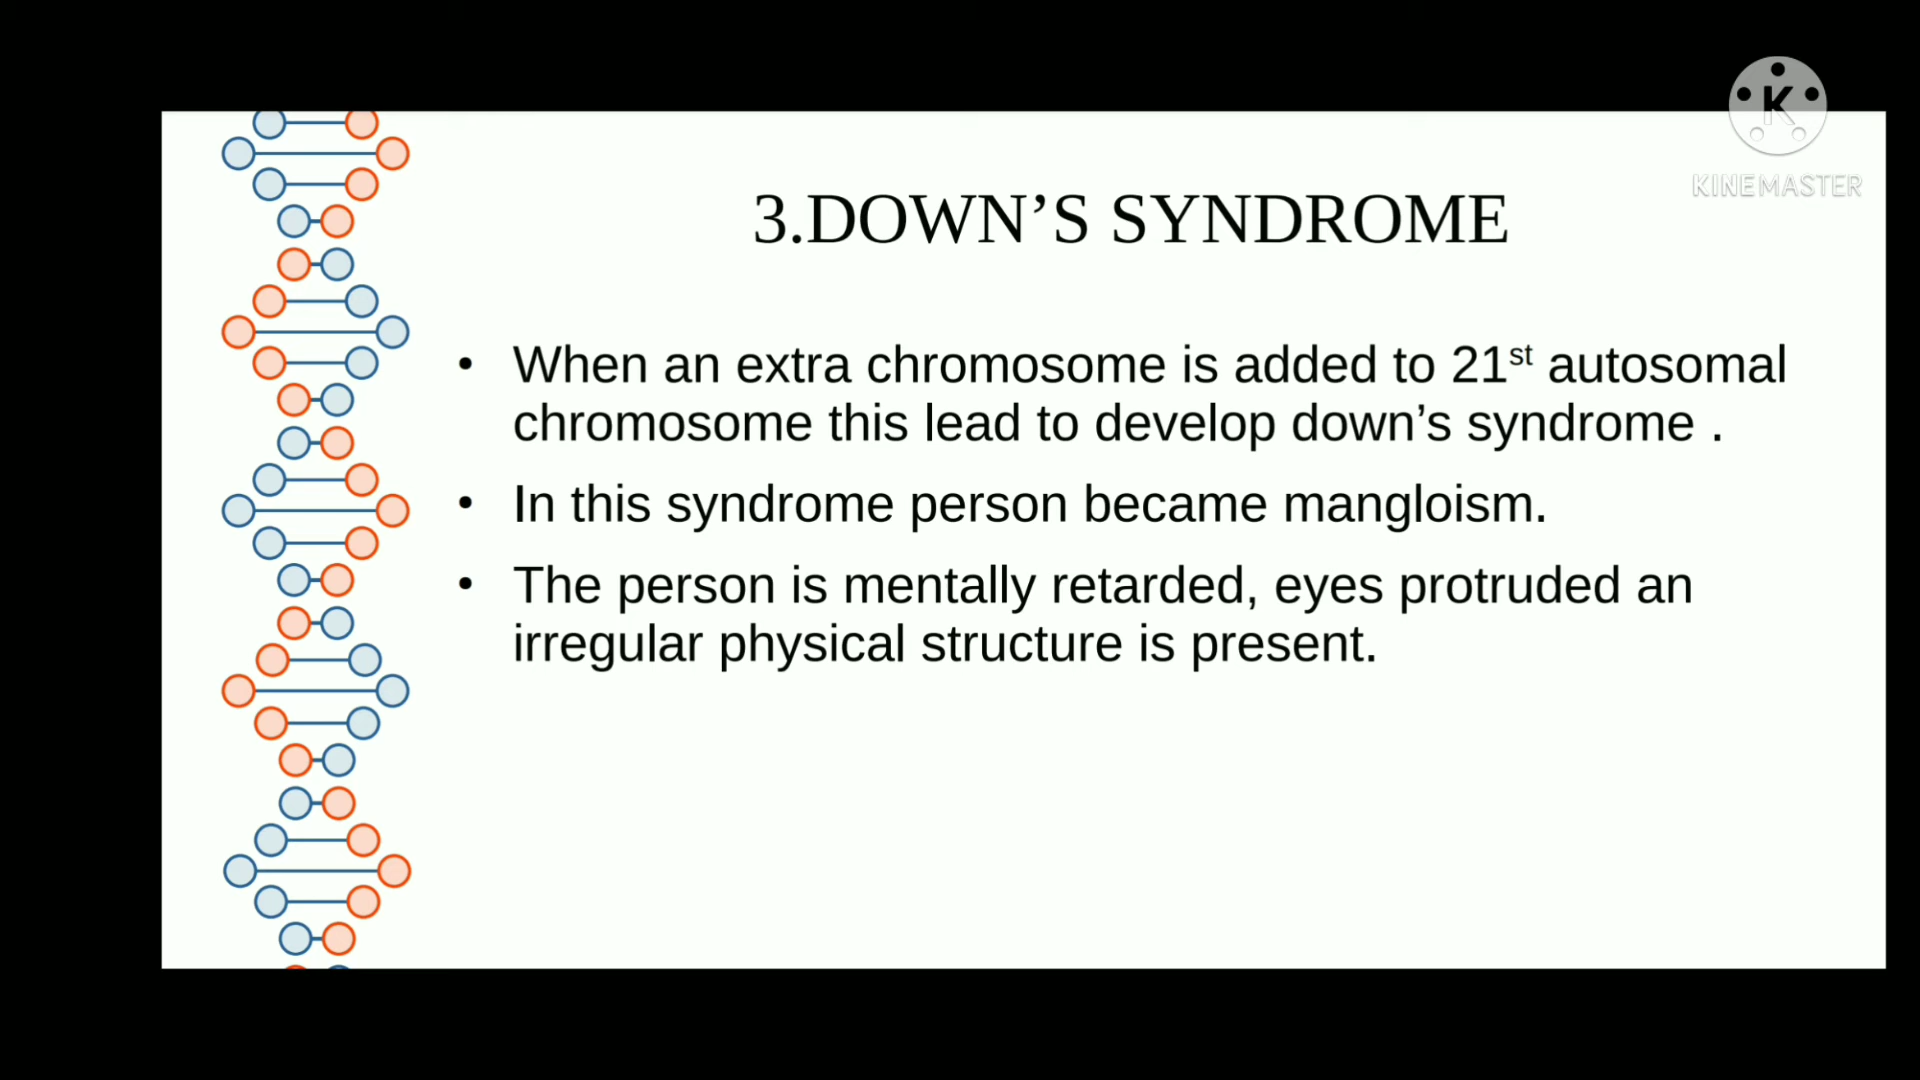 K
KINEMASTER
3.DOWN’S SYNDROME
• When an extra chromosome is added to 21st autosomal
chromosome this lead to develop down’s syndrome .
• In this syndrome person became mangloism.
• The person is mentally retarded, eyes protruded an
irregular physical structure is present.